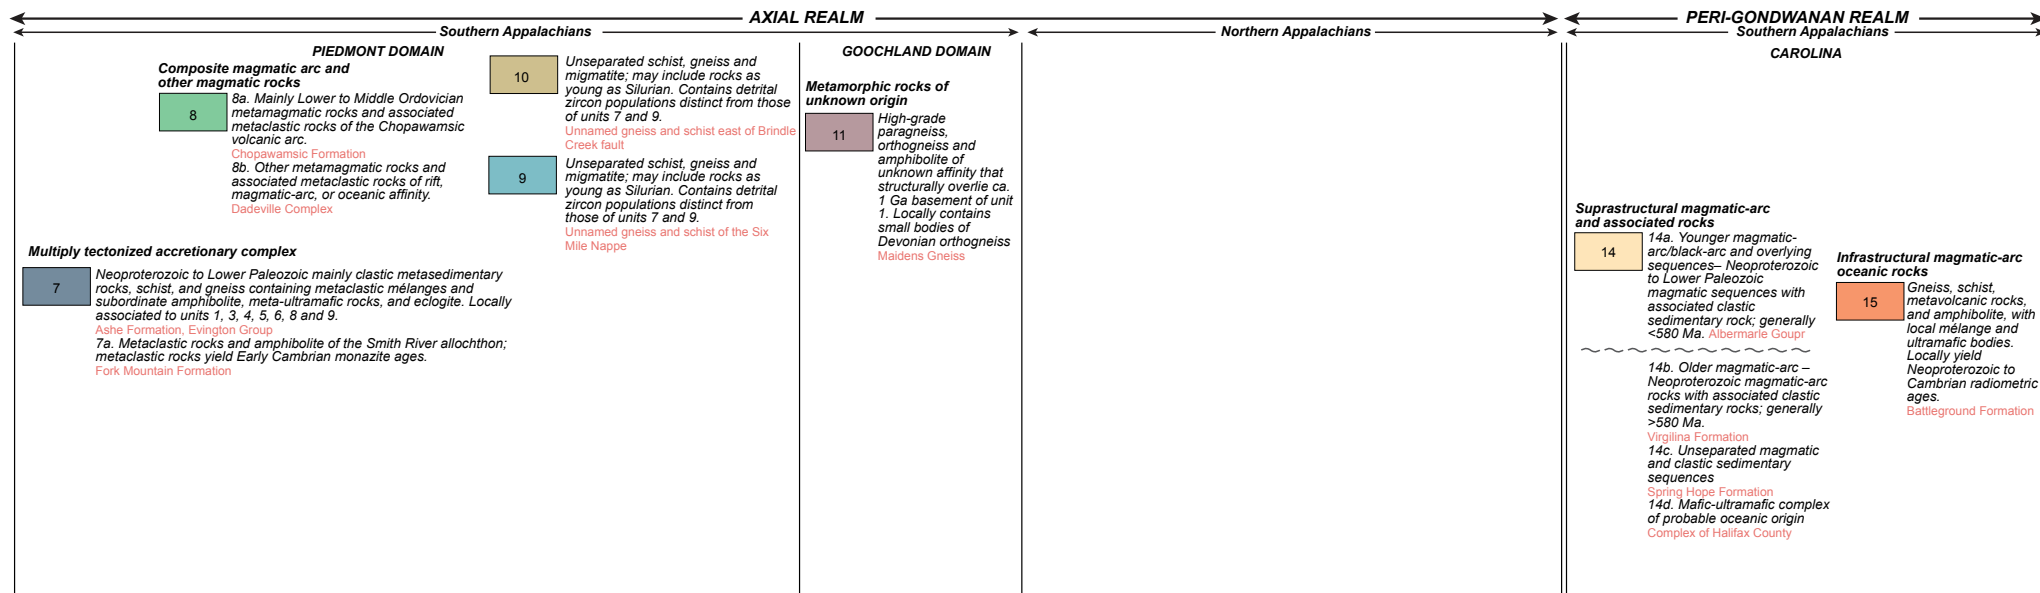 AXIAL REALM
PERI-GONDWANAN REALM
Southern Appalachians
Northern Appalachians
Southern Appalachians
PIEDMONT DOMAIN
GOOCHLAND DOMAIN
CAROLINA
Composite magmatic arc and
other magmatic rocks
8
8a. Mainly Lower to Middle Ordovician
metamagmatic rocks and associated
metaclastic rocks of the Chopawamsic
volcanic arc.
Chopawamsic Formation
8b. Other metamagmatic rocks and
associated metaclastic rocks of rift,
magmatic-arc, or oceanic affinity.
Dadeville Complex
10
Unseparated schist, gneiss and
migmatite; may include rocks as
young as Silurian. Contains detrital
zircon populations distinct from those
of units 7 and 9.
Unnamed gneiss and schist east of Brindle
Creek fault
9
Unseparated schist, gneiss and
migmatite; may include rocks as
young as Silurian. Contains detrital
zircon populations distinct from
those of units 7 and 9.
Unnamed gneiss and schist of the Six
Mile Nappe
Multiply tectonized accretionary complex
7
Neoproterozoic to Lower Paleozoic mainly clastic metasedimentary
rocks, schist, and gneiss containing metaclastic mélanges and
subordinate amphibolite, meta-ultramafic rocks, and eclogite. Locally
associated to units 1, 3, 4, 5, 6, 8 and 9.
Ashe Formation, Evington Group
7a. Metaclastic rocks and amphibolite of the Smith River allochthon;
metaclastic rocks yield Early Cambrian monazite ages.
Fork Mountain Formation
Metamorphic rocks of
unknown origin
11
High-grade
paragneiss,
orthogneiss and
amphibolite of
unknown affinity that
structurally overlie ca.
1 Ga basement of unit
1. Locally contains
small bodies of
Devonian orthogneiss
Maidens Gneiss
Suprastructural magmatic-arc
and associated rocks
14
14a. Younger magmatic-
arc/black-arc and overlying
sequences– Neoproterozoic
to Lower Paleozoic
magmatic sequences with
associated clastic
sedimentary rock; generally
<580 Ma. Albermarle Goupr
14b. Older magmatic-arc –
Neoproterozoic magmatic-arc
rocks with associated clastic
sedimentary rocks; generally
>580 Ma.
Virgilina Formation
14c. Unseparated magmatic
and clastic sedimentary
sequences
Spring Hope Formation
14d. Mafic-ultramafic complex
of probable oceanic origin
Complex of Halifax County
Infrastructural magmatic-arc
oceanic rocks
15
Gneiss, schist,
metavolcanic rocks,
and amphibolite, with
local mélange and
ultramafic bodies.
Locally yield
Neoproterozoic to
Cambrian radiometric
ages.
Battleground Formation